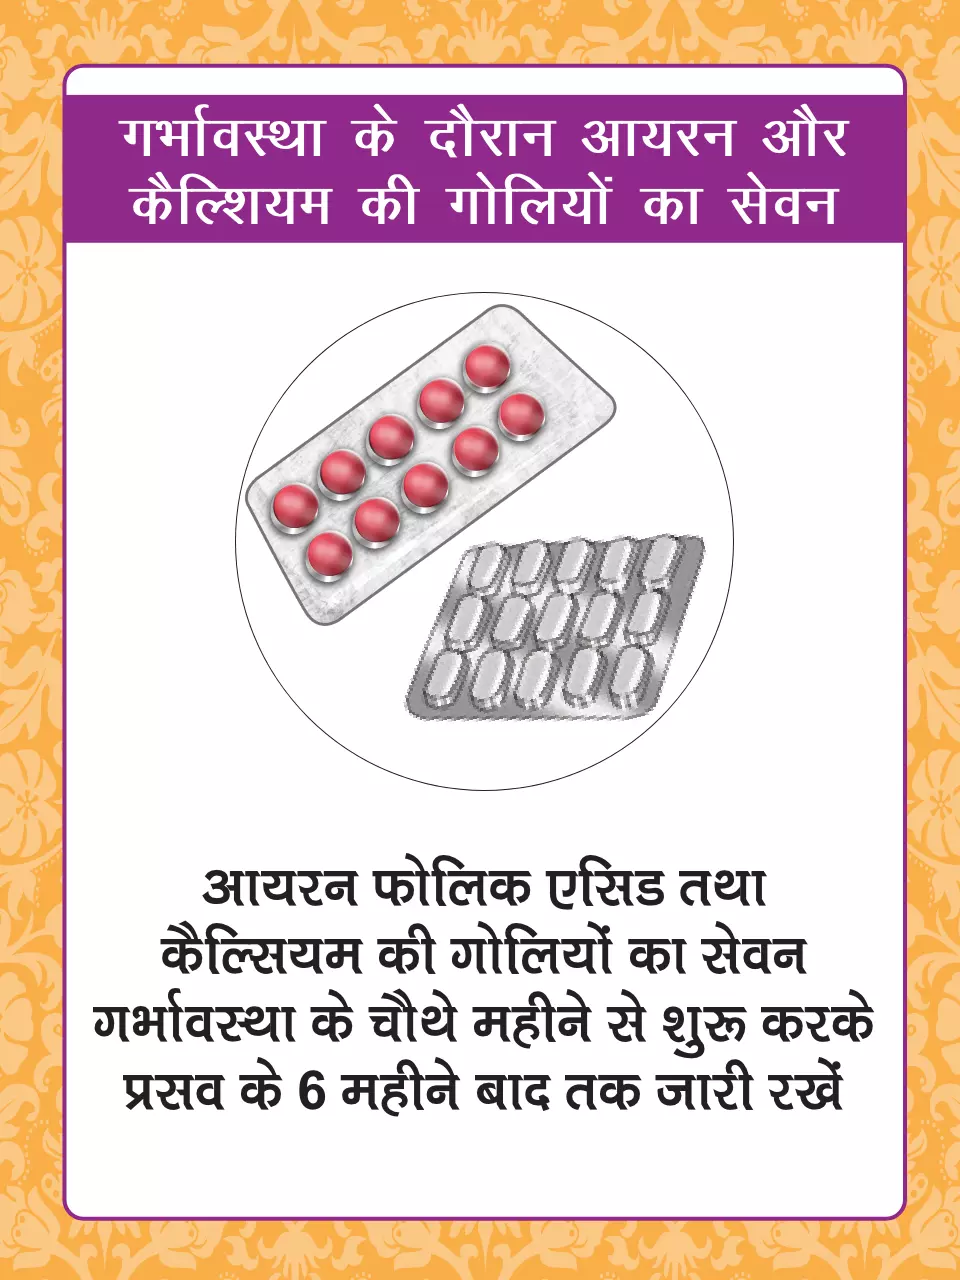 गर्भावस्था के दौरान आयरन और
कैल्शियम की गोलियों का सेवन
आयरन फोलिक एसिड तथा
कैल्सियम की गोलियों का सेवन
गर्भावस्था के चौथे महीने से शुरू करके
प्रसव के 6 महीने बाद तक जारी रखें